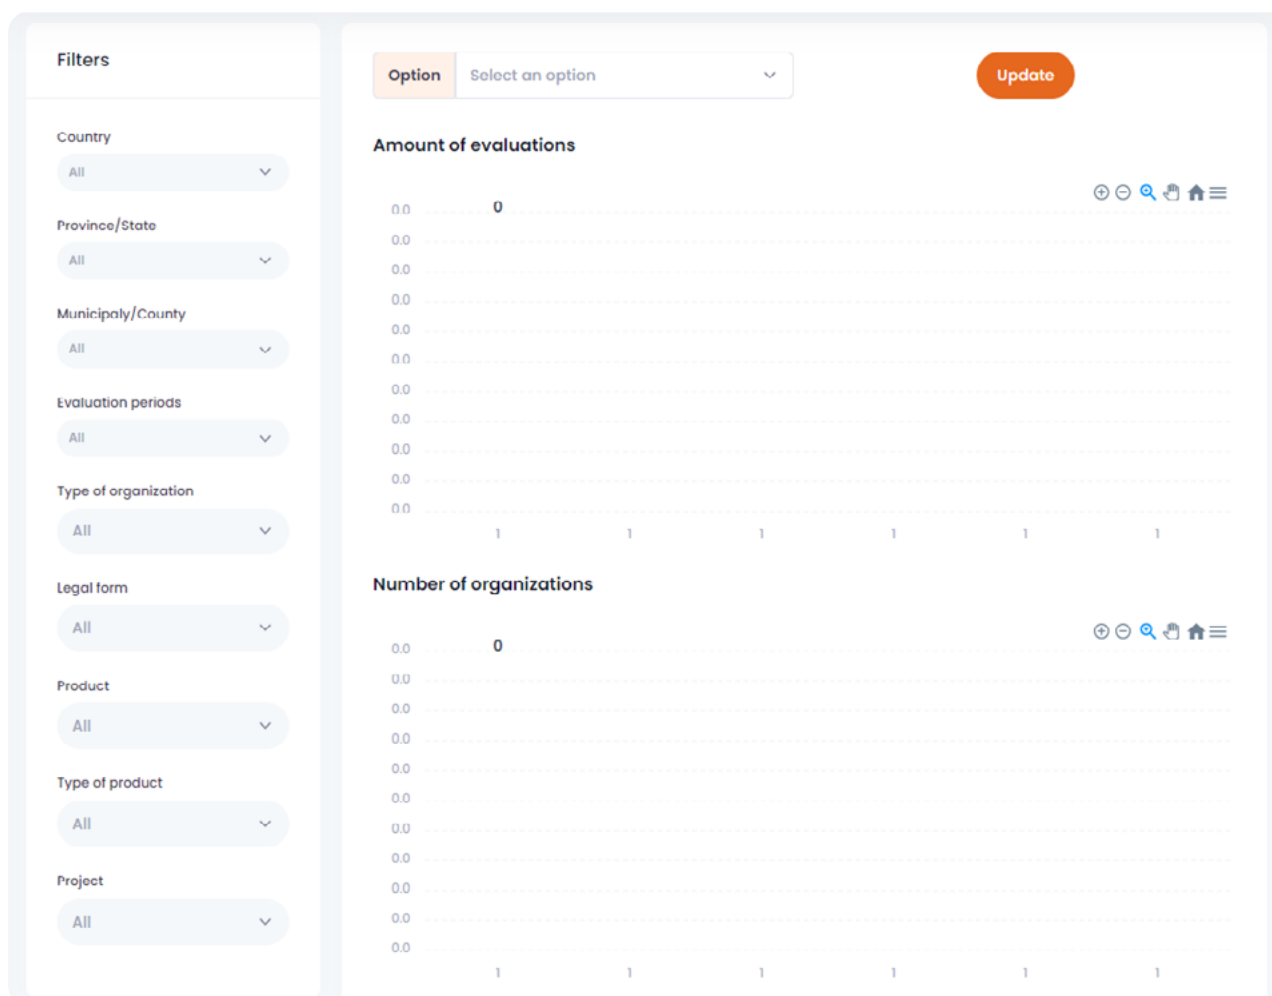 Filters
Country
All
Province/State
All
Municipaly/County
All
Evaluation periods
All
Type of organization
All
Legal form
All
Product
All
Type of product
All
Project
All
Option Select an option
Update
Amount of evaluations
0.0 0
0.0
0.0
0.0
0.0
0.0
0.0
0.0
0.0
0.0
0.0
1 1 1 1 1 1
Number of organizations
0.0 0
0.0
0.0
0.0
0.0
0.0
0.0
0.0
0.0
0.0
0.0
1 1 1 1 1 1